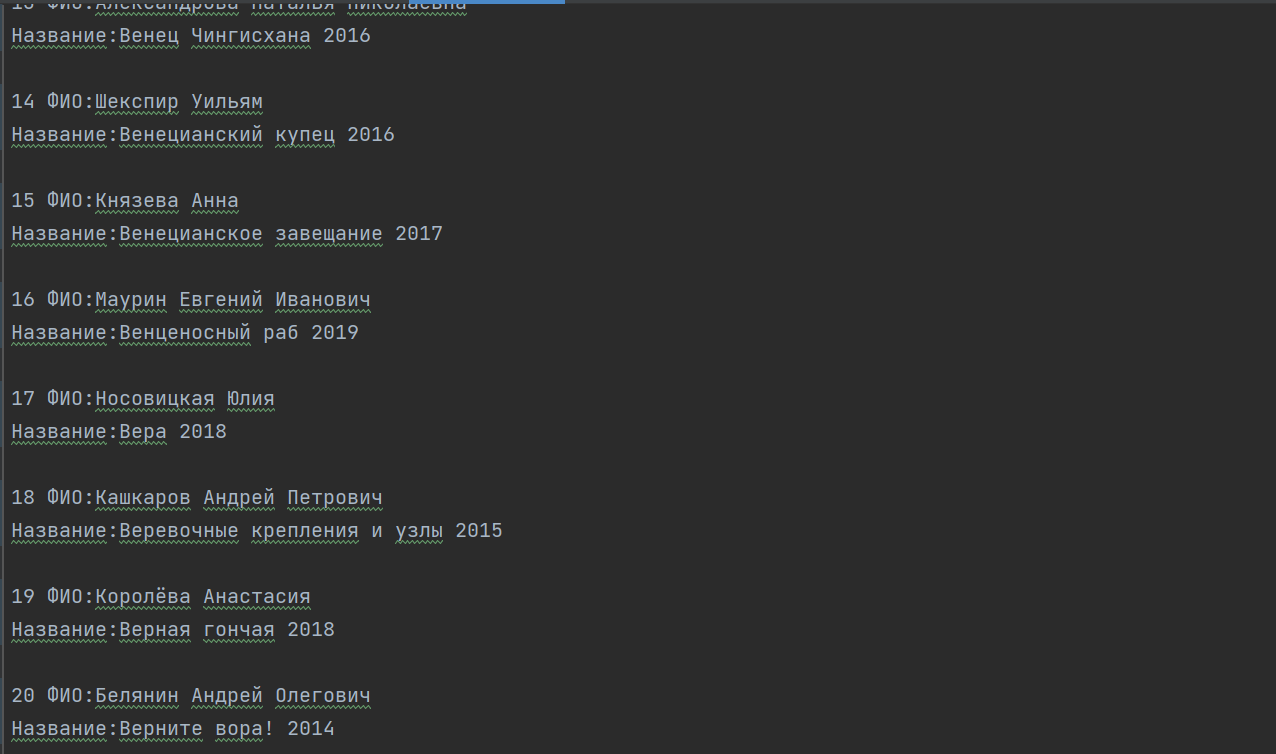 13 ФИО:Александрова Наталья Николаевна
Название:Венец Чингисхана 2016
14 ФИО:Шекспир Уильям
Название:Венецианский купец 2016
15 ФИО:Князева Анна
Название:Венецианское завещание 2017
16 ФИО:Маурин Евгений Иванович
Название:Венценосный раб 2019
17 ФИО:Носовицкая Юлия
Название:Вера 2018
18 ФИО:Кашкаров Андрей Петрович
Название:Веревочные крепления и узлы 2015
19 ФИО:Королёва Анастасия
Название:Верная гончая 2018
20 ФИО:Белянин Андрей Олегович
Название:Верните вора! 2014